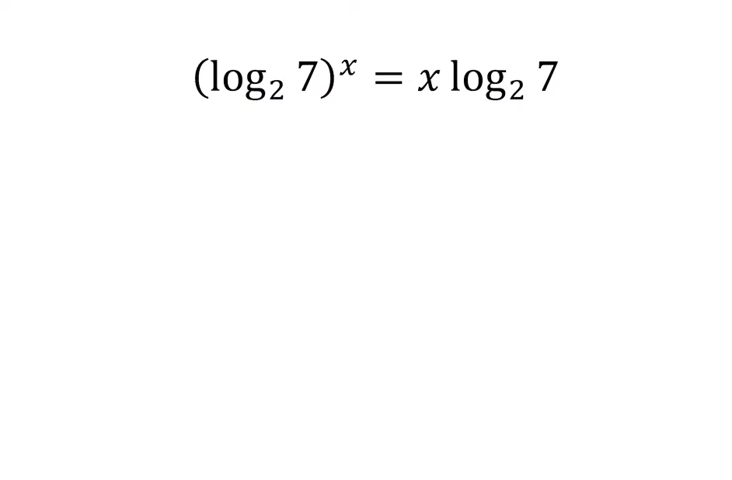 (log₂ 7)ˣ = x log₂ 7